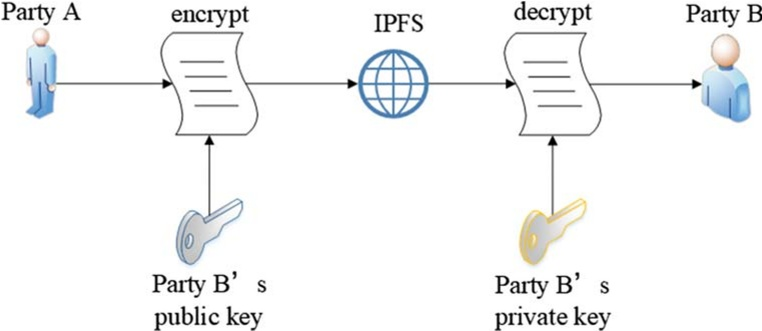 Party A
encrypt
IPFS
decrypt
Party B
Party B’s
public key
Party B’s
private key